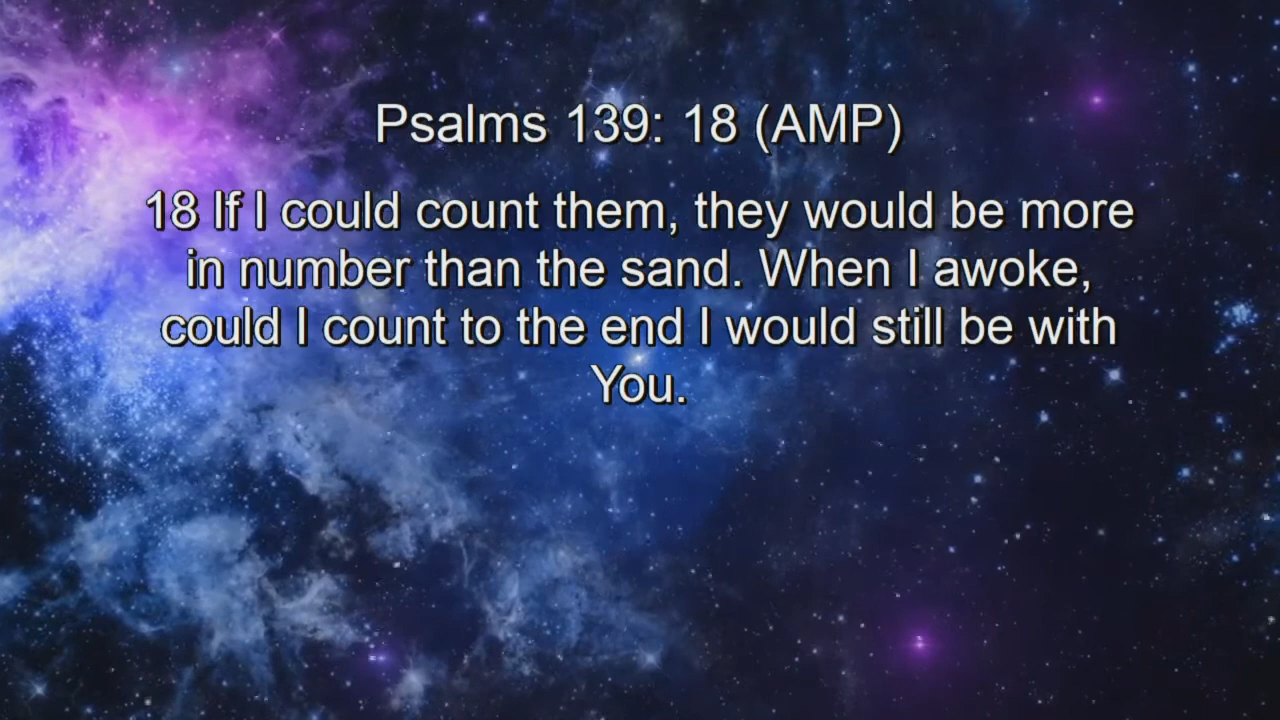 Psalms 139: 18 (AMP)
18 If I could count them, they would be more
in number than the sand. When I awoke,
could I count to the end I would still be with
You.